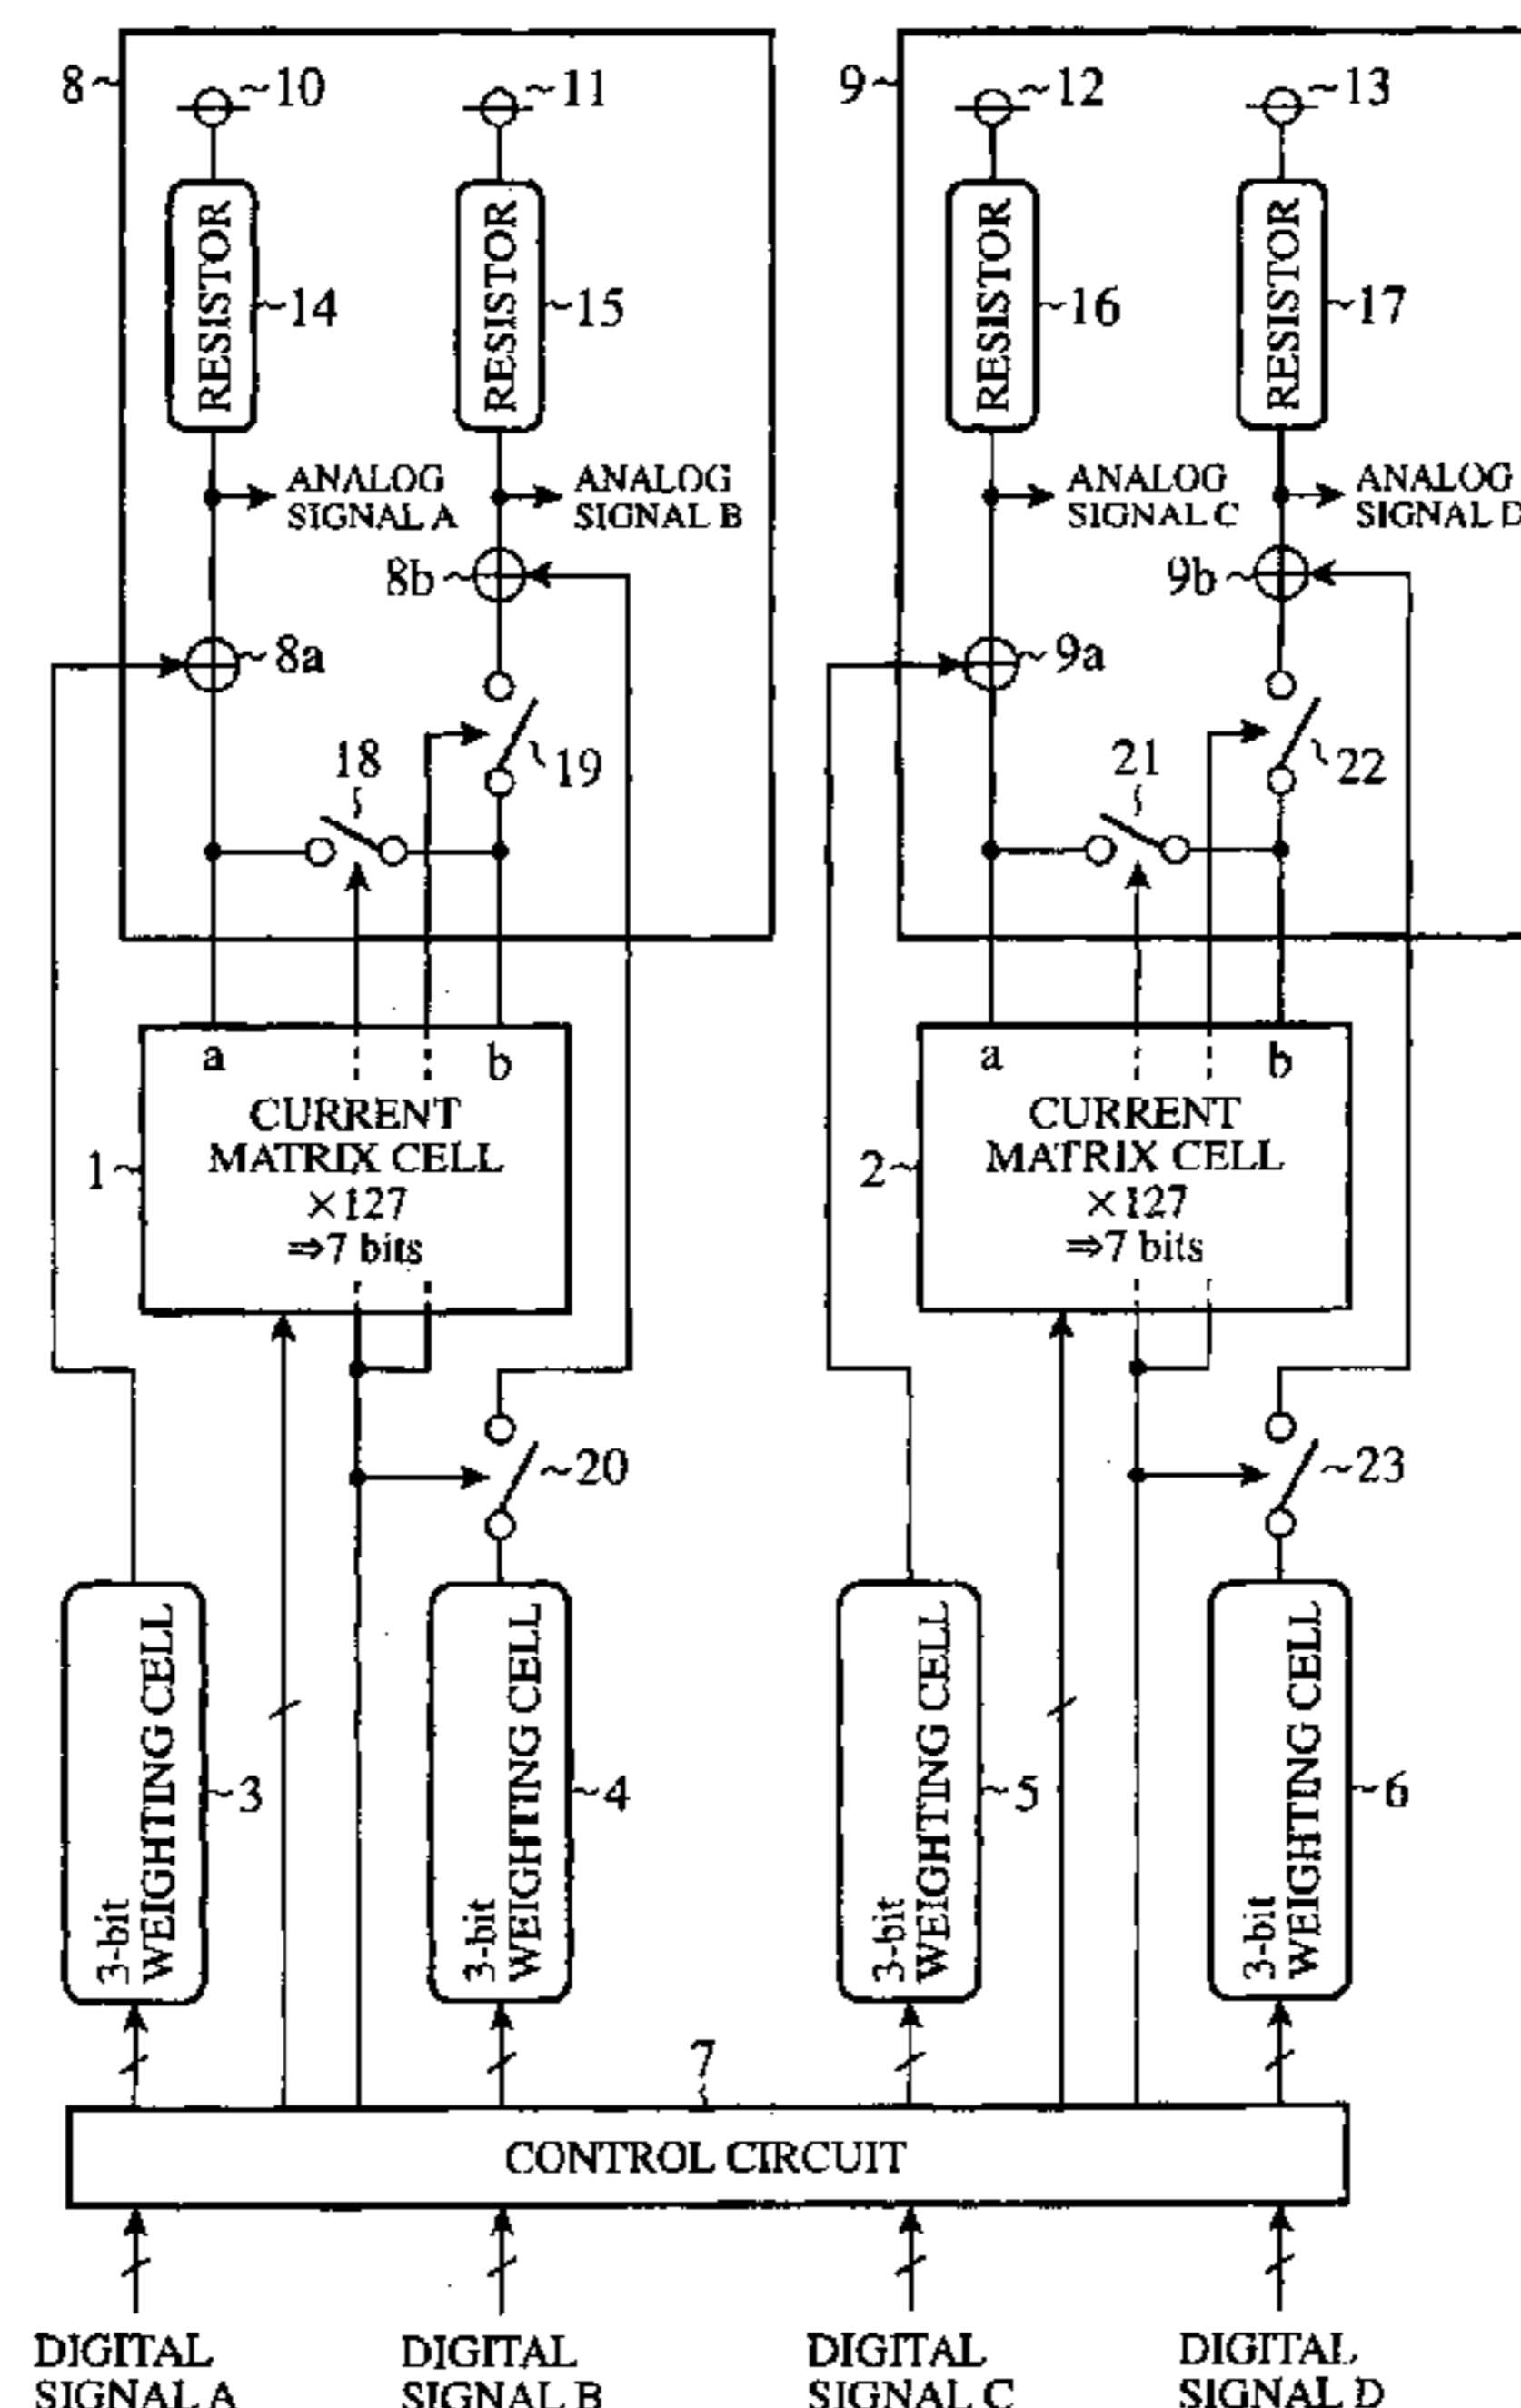 8 10 11 9 12 13
RESISTOR RESISTOR RESISTOR RESISTOR
14 15 16 17
ANALOG
SIGNAL A
ANALOG
SIGNAL B
ANALOG
SIGNAL C
ANALOG
SIGNAL D
8b 9b
8a 9a
18 19 21 22
a b a b
CURRENT
MATRIX CELL
×127
⇒7 bits
1
CURRENT
MATRIX CELL
×127
⇒7 bits
2
20 23
3-bit
WEIGHTING CELL
3
3-bit
WEIGHTING CELL
4
3-bit
WEIGHTING CELL
5
3-bit
WEIGHTING CELL
6
7
CONTROL CIRCUIT
DIGITAL
SIGNAL A
DIGITAL
SIGNAL B
DIGITAL
SIGNAL C
DIGITAL
SIGNAL D